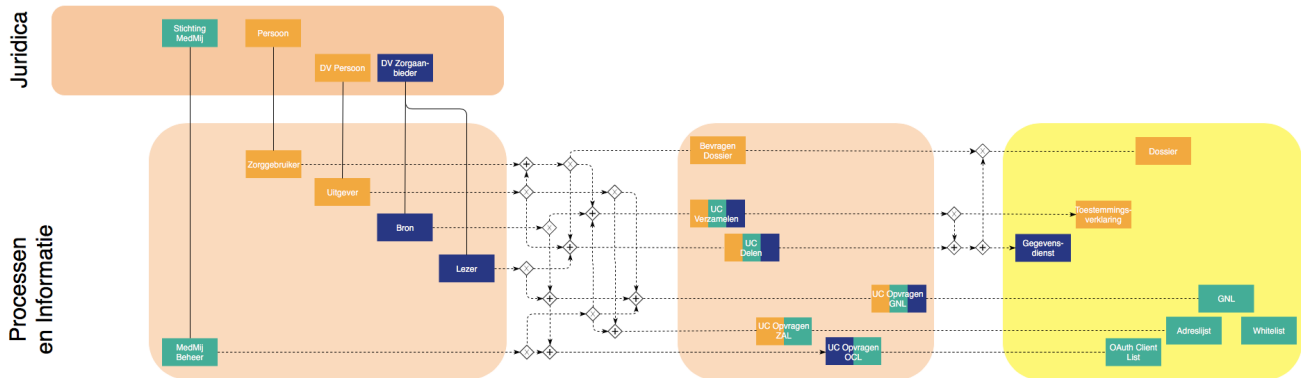 Juridica
Stichting
MedMij
Persoon
DV Persoon
DV Zorgaan-
bieder
Processen
en Informatie
Zorggebruiker
Uitgever
Bron
Lezer
MedMij
Beheer
Bevragen
Dossier
UC
Verzamelen
UC
Delen
UC Opvragen
GNL
UC Opvragen
ZAL
UC Opvragen
OCL
Dossier
Toestemmings-
verklaring
Gegevens-
dienst
GNL
Adreslijst
Whitelist
OAuth Client
List